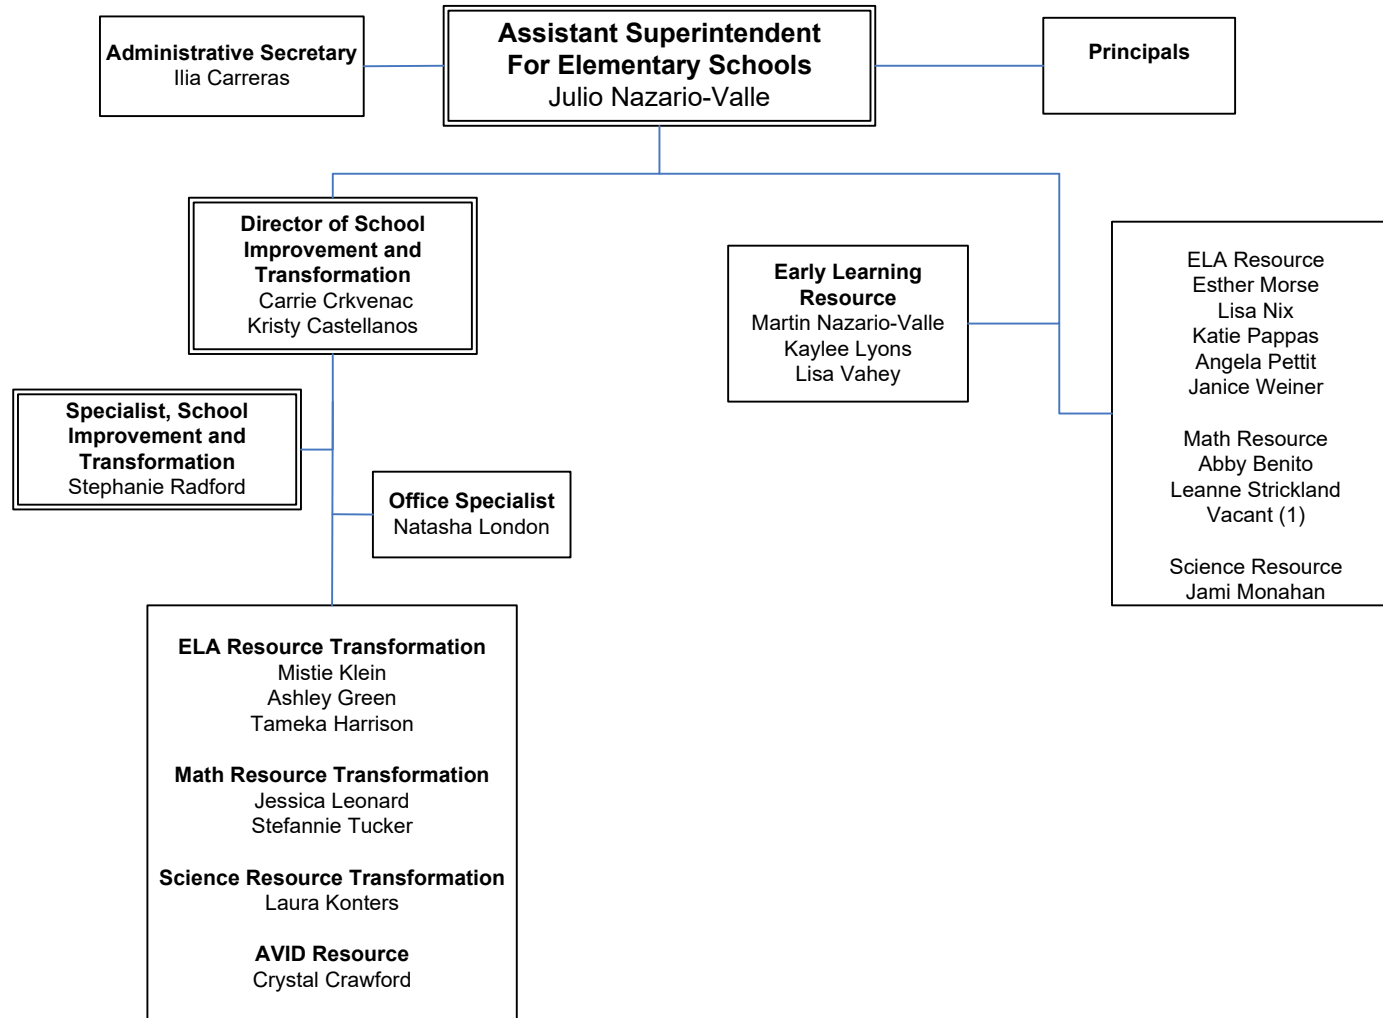 Administrative Secretary
Ilia Carreras
Assistant Superintendent
For Elementary Schools
Julio Nazario-Valle
Principals
Director of School
Improvement and
Transformation
Carrie Crkvenac
Kristy Castellanos
Early Learning
Resource
Martin Nazario-Valle
Kaylee Lyons
Lisa Vahey
ELA Resource
Esther Morse
Lisa Nix
Katie Pappas
Angela Pettit
Janice Weiner
Math Resource
Abby Benito
Leanne Strickland
Vacant (1)
Science Resource
Jami Monahan
Specialist, School
Improvement and
Transformation
Stephanie Radford
Office Specialist
Natasha London
ELA Resource Transformation
Mistie Klein
Ashley Green
Tameka Harrison
Math Resource Transformation
Jessica Leonard
Stefannie Tucker
Science Resource Transformation
Laura Konters
AVID Resource
Crystal Crawford